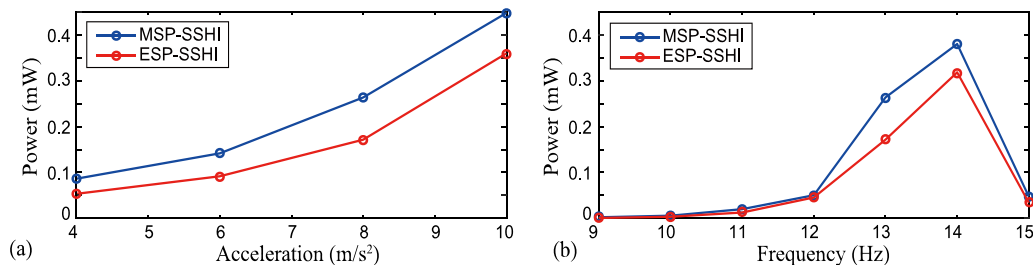 0.4
0.3
0.2
0.1
0
Power (mW)
MSP-SSHI
ESP-SSHI
4 5 6 7 8 9 10
(a) Acceleration (m/s²)
0.4
0.3
0.2
0.1
0
Power (mW)
MSP-SSHI
ESP-SSHI
9 10 11 12 13 14 15
(b) Frequency (Hz)